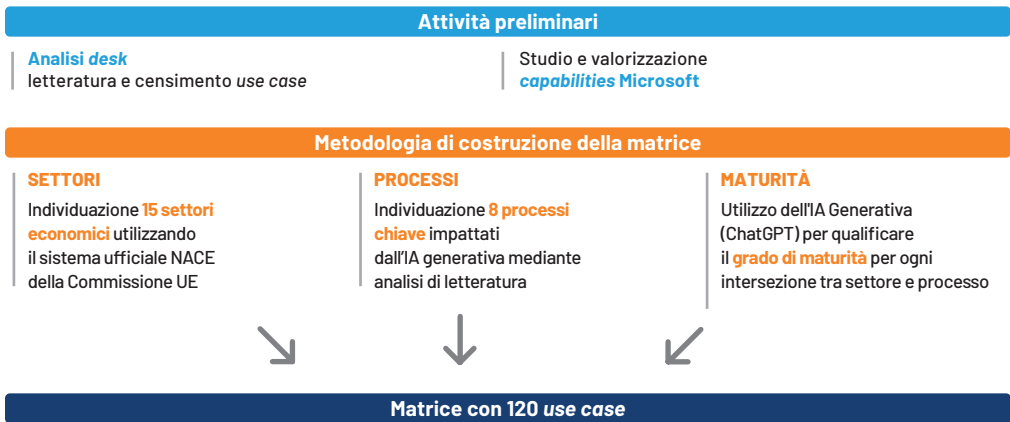 Attività preliminari
Analisi desk
letteratura e censimento use case
Studio e valorizzazione
capabilities Microsoft
Metodologia di costruzione della matrice
SETTORI
Individuazione 15 settori
economici utilizzando
il sistema ufficiale NACE
della Commissione UE
PROCESSI
Individuazione 8 processi
chiave impattati
dall'IA generativa mediante
analisi di letteratura
MATURITÀ
Utilizzo dell'IA Generativa
(ChatGPT) per qualificare
il grado di maturità per ogni
intersezione tra settore e processo
Matrice con 120 use case